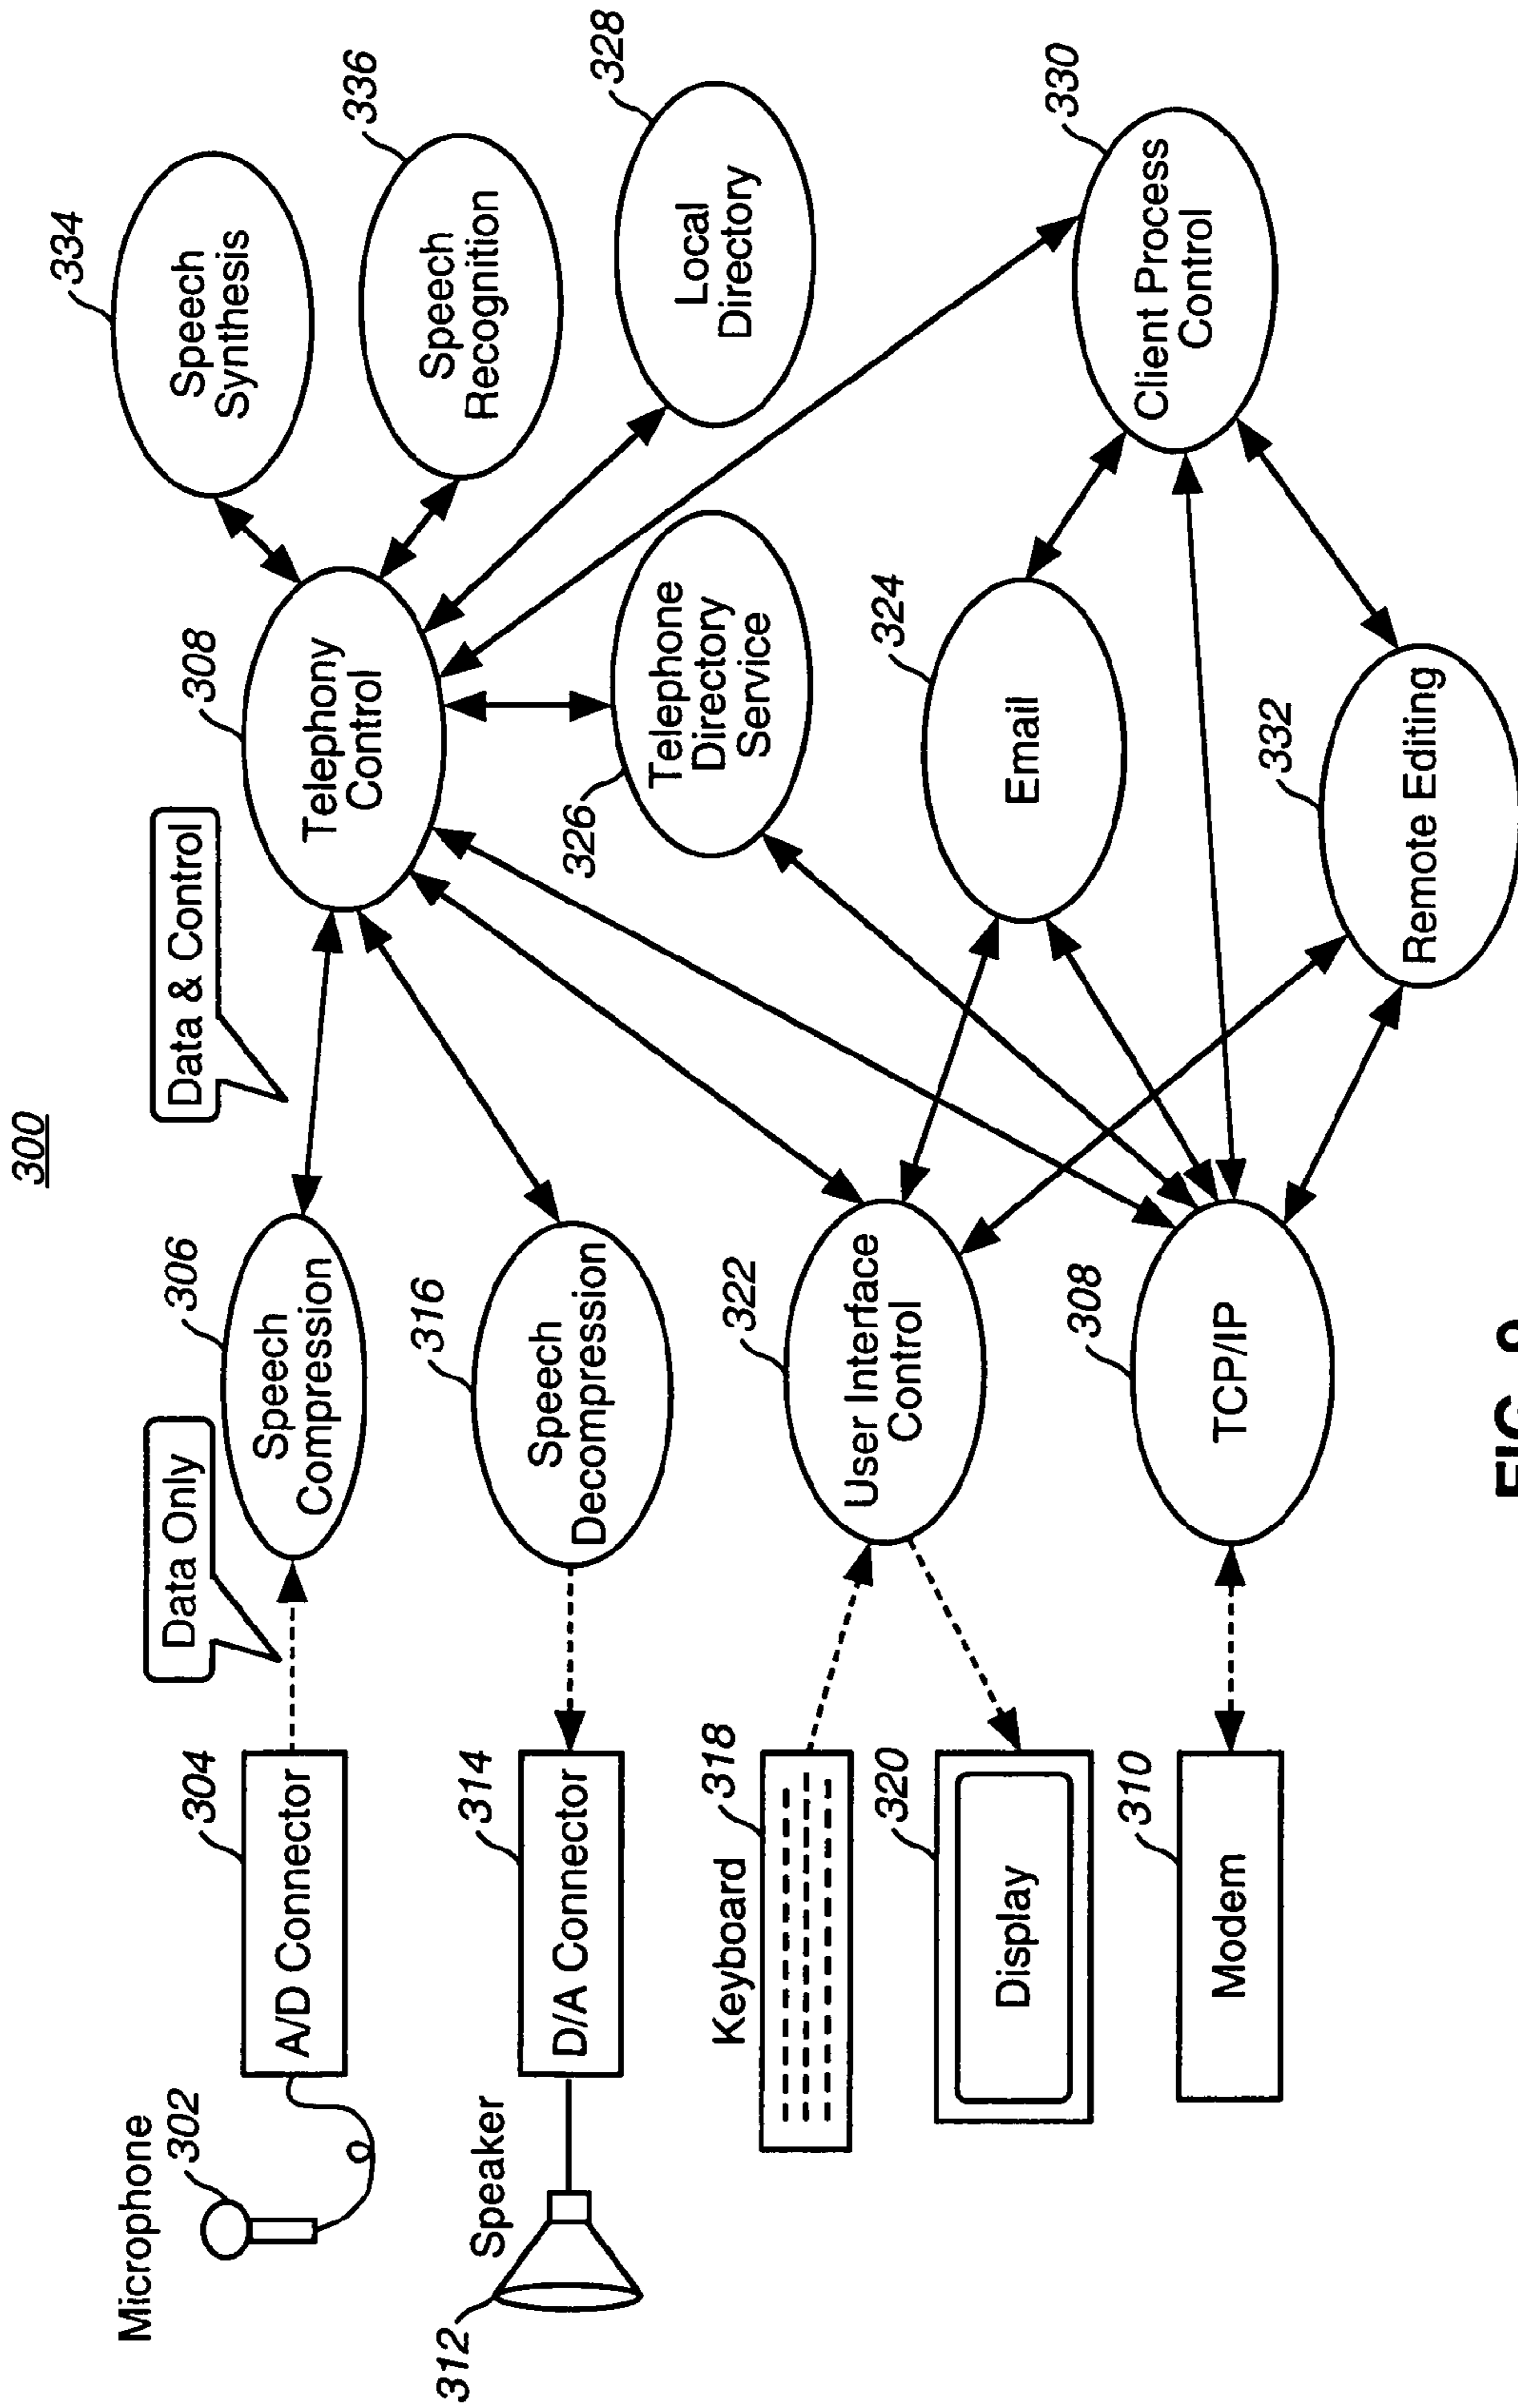 300
Microphone
302
A/D Connector
304
Data Only
Speech
Compression
306
Data & Control
Telephony
Control
308
Speech
Synthesis
334
Speech
Recognition
336
Local
Directory
328
Speaker
312
D/A Connector
314
Speech
Decompression
316
Telephone
Directory
Service
326
Keyboard
318
Display
320
User Interface
Control
322
Email
324
Client Process
Control
330
Modem
310
TCP/IP
308
Remote Editing
332
FIG.